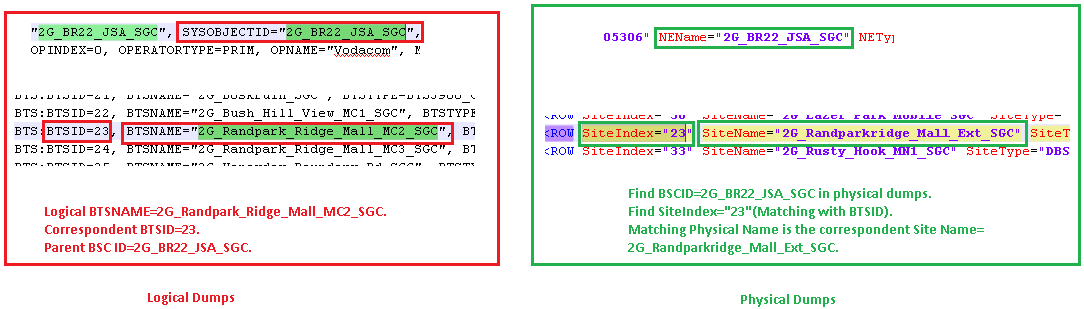 "2G_BR22_JSA_SGC", SYSOBJECTID="2G_BR22_JSA_SGC",
OPINDEX=0, OPERATORTYPE=PRIM, OPNAME="Vodacom",
BTS:BTSID=22, BTSNAME="2G_Bush_Hill_View_MC1_SGC", BTSTYPE
BTS:BTSID=23, BTSNAME="2G_Randpark_Ridge_Mall_MC2_SGC", BT
BTS:BTSID=24, BTSNAME="2G_Randpark_Ridge_Mall_MC3_SGC", BT
Logical BTSNAME=2G_Randpark_Ridge_Mall_MC2_SGC.
Correspondent BTSID=23.
Parent BSC ID=2G_BR22_JSA_SGC.
Logical Dumps
05306" NEName="2G_BR22_JSA_SGC" NETy
<ROW SiteIndex="23" SiteName="2G_Randparkridge_Mall_Ext_SGC" SiteT
<ROW SiteIndex="33" SiteName="2G_Rusty_Hook_MN1_SGC" SiteType="DBS
Find BSCID=2G_BR22_JSA_SGC in physical dumps.
Find SiteIndex="23"(Matching with BTSID).
Matching Physical Name is the correspondent Site Name=
2G_Randparkridge_Mall_Ext_SGC.
Physical Dumps